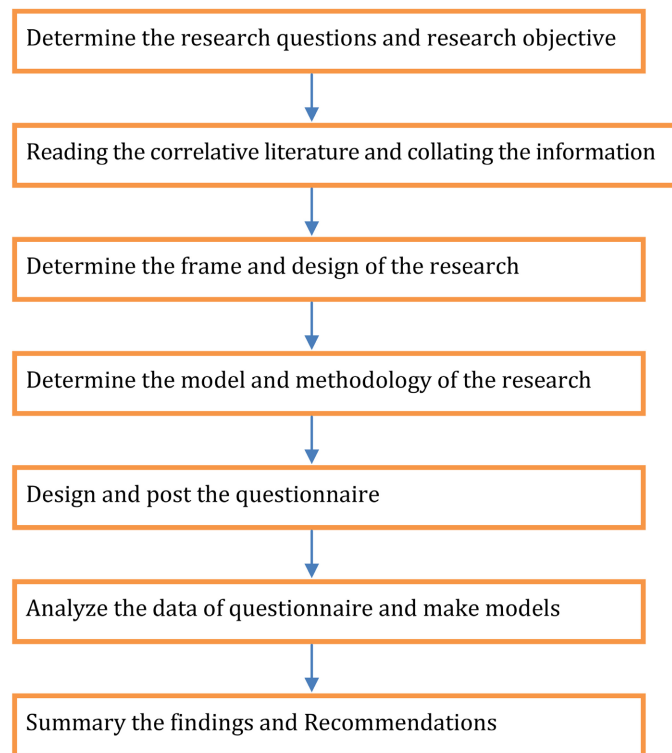 Determine the research questions and research objective
Reading the correlative literature and collating the information
Determine the frame and design of the research
Determine the model and methodology of the research
Design and post the questionnaire
Analyze the data of questionnaire and make models
Summary the findings and Recommendations